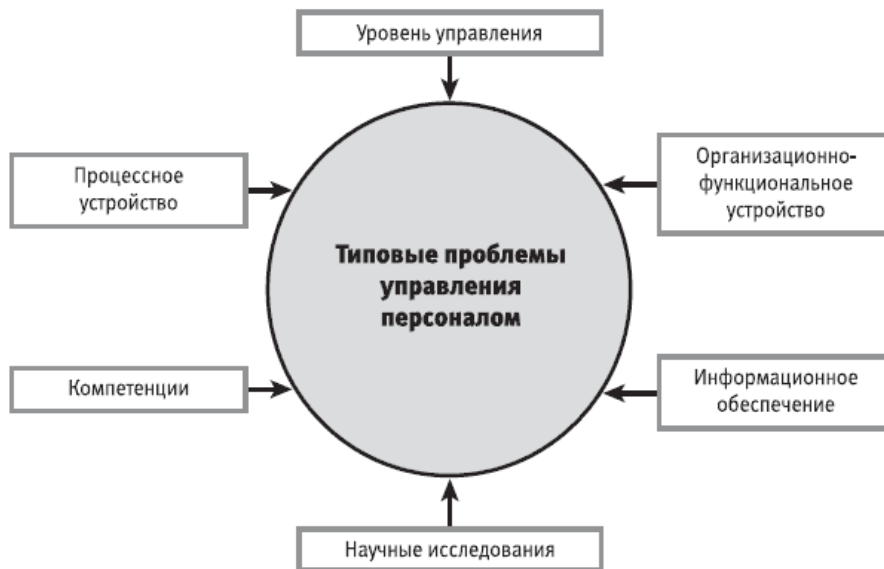 Уровень управления
Процессное
устройство
Организационно-
функциональное
устройство
Типовые проблемы
управления
персоналом
Компетенции
Информационное
обеспечение
Научные исследования